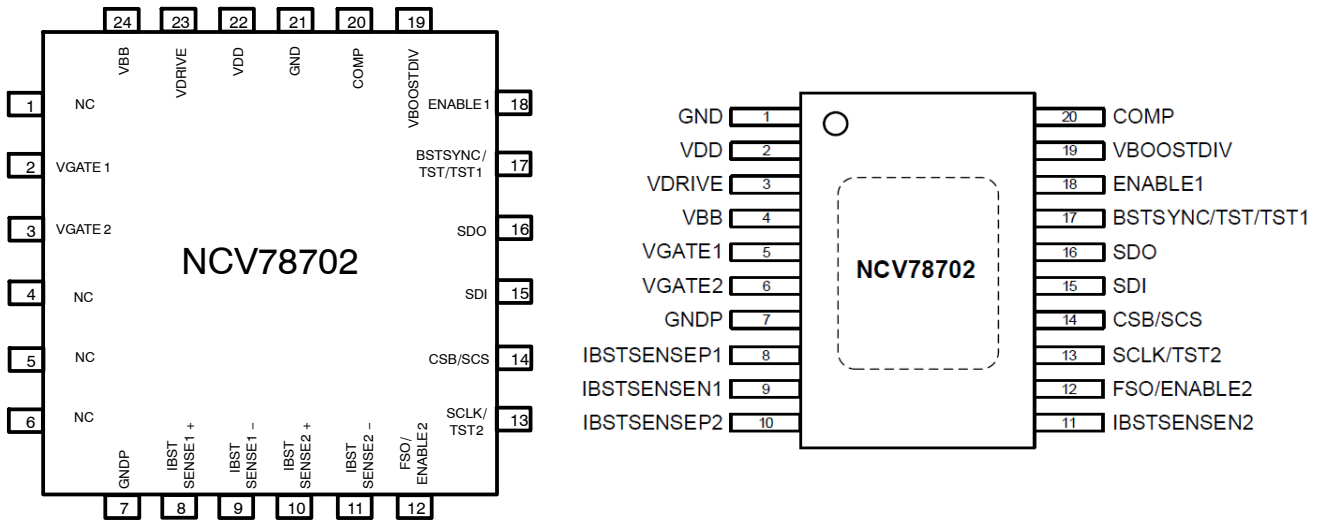 24
23
22
21
20
19
VBB
VDRIVE
VDD
GND
COMP
VBOOSTDIV
1
NC
2
VGATE 1
3
VGATE 2
4
NC
5
NC
6
NC
NCV78702
ENABLE1
18
BSTSYNC/
TST/TST1
17
SDO
16
SDI
15
CSB/SCS
14
SCLK/
TST2
13
GNDP
IBST
SENSE1 +
IBST
SENSE1 −
IBST
SENSE2 +
IBST
SENSE2 −
FSO/
ENABLE2
7
8
9
10
11
12
GND
1
VDD
2
VDRIVE
3
VBB
4
VGATE1
5
VGATE2
6
GNDP
7
IBSTSENSEP1
8
IBSTSENSEN1
9
IBSTSENSEP2
10
NCV78702
20
COMP
19
VBOOSTDIV
18
ENABLE1
17
BSTSYNC/TST/TST1
16
SDO
15
SDI
14
CSB/SCS
13
SCLK/TST2
12
FSO/ENABLE2
11
IBSTSENSEN2